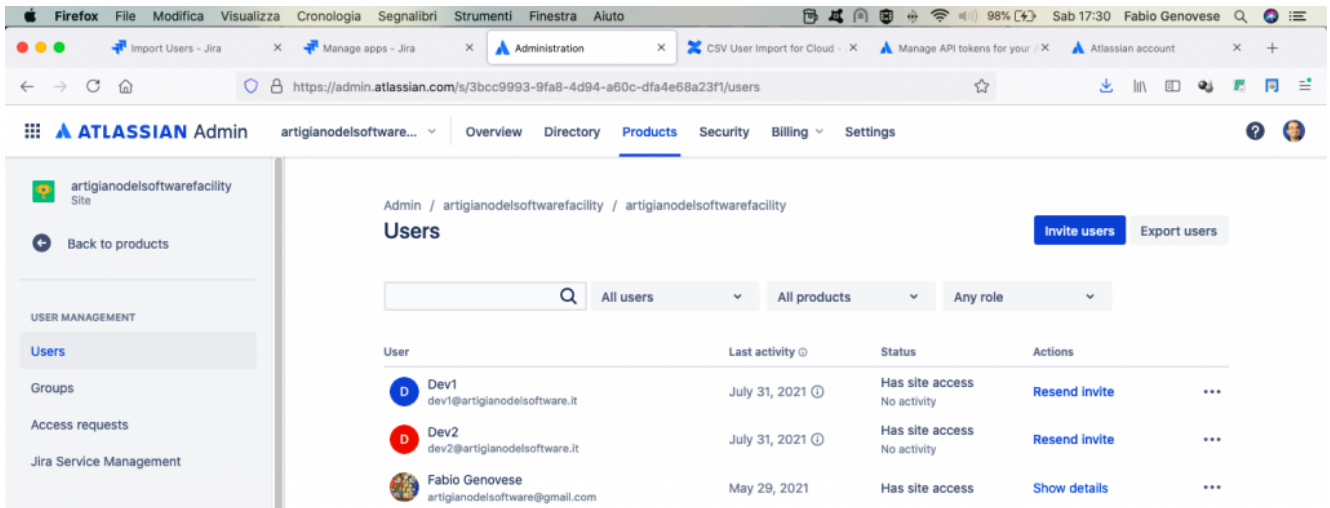 Firefox File Modifica Visualizza Cronologia Segnalibri Strumenti Finestra Aiuto 98% Sab 17:30 Fabio Genovese
Import Users - Jira Manage apps - Jira Administration CSV User Import for Cloud - Manage API tokens for your Atlassian account
https://admin.atlassian.com/s/3bcc9993-9fa8-4d94-a60c-dfa4e68a23f1/users
ATLASSIAN Admin artigianodelsoftware... Overview Directory Products Security Billing Settings
artigianodelsoftwarefacility
Site
Back to products
USER MANAGEMENT
Users
Groups
Access requests
Jira Service Management
Admin / artigianodelsoftwarefacility / artigianodelsoftwarefacility
Users
Invite users Export users
All users All products Any role
User Last activity Status Actions
Dev1 July 31, 2021 Has site access Resend invite
dev1@artigianodelsoftware.it No activity
Dev2 July 31, 2021 Has site access Resend invite
dev2@artigianodelsoftware.it No activity
Fabio Genovese May 29, 2021 Has site access Show details
artigianodelsoftware@gmail.com